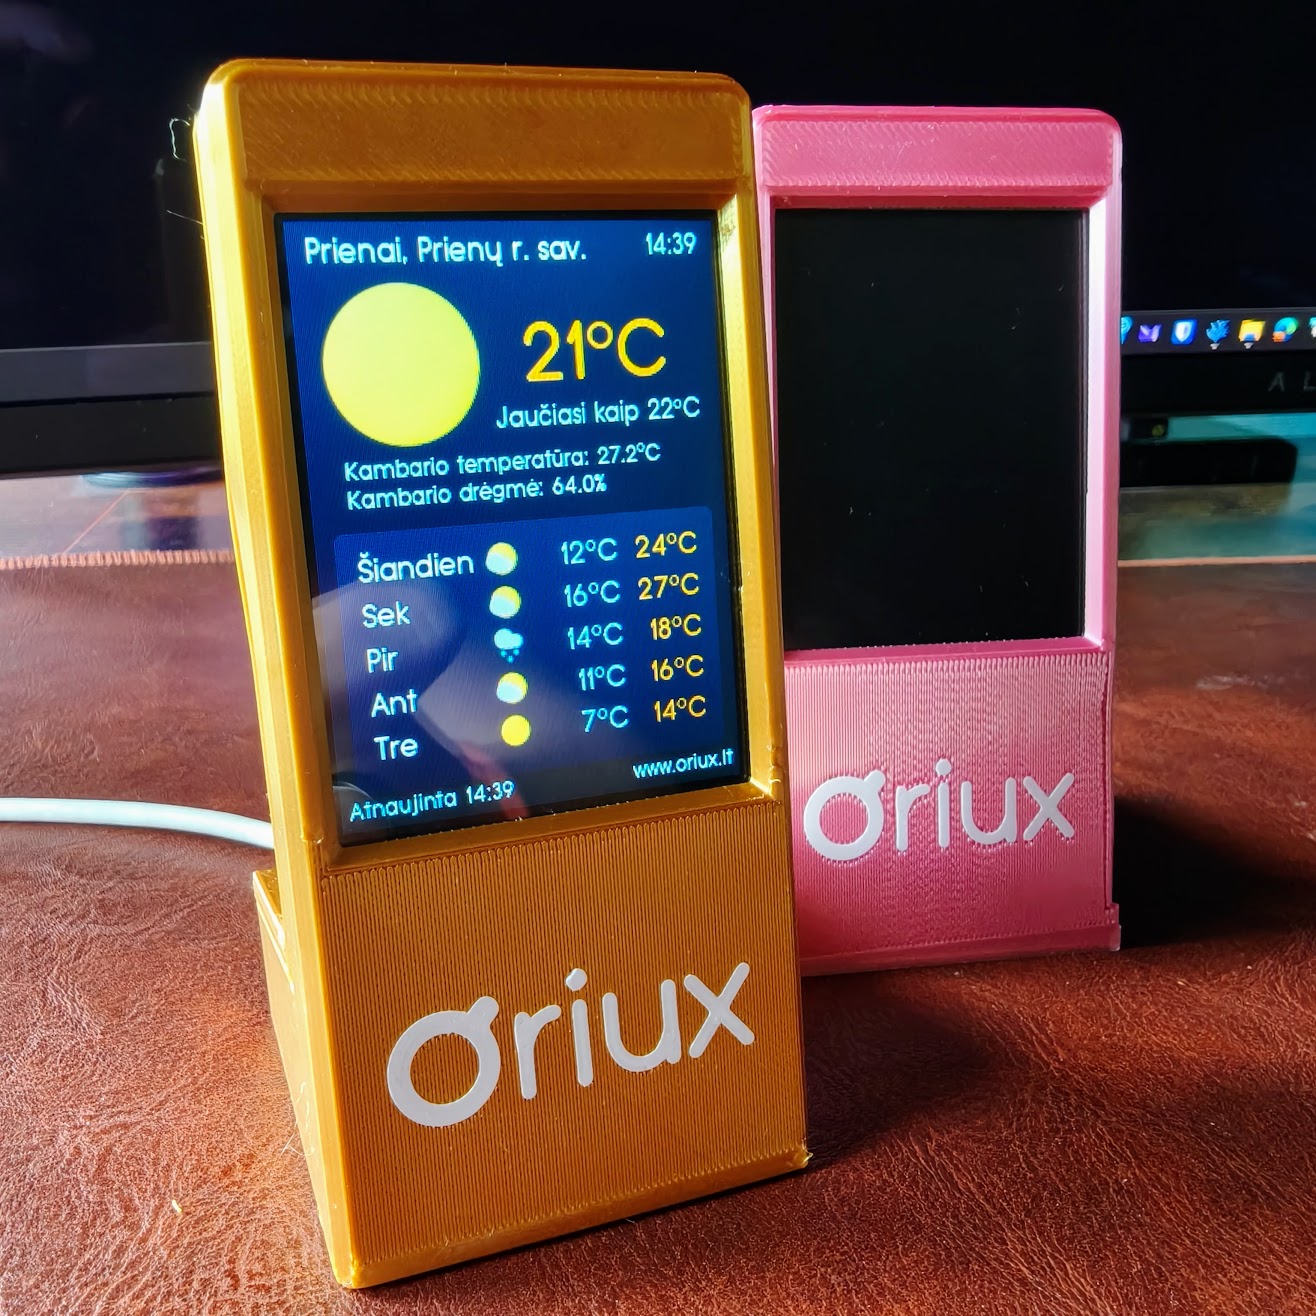 Prienai, Prienų r. sav. 14:39
21°C
Jaučiasi kaip 22°C
Kambario temperatūra: 27.2°C
Kambario drėgmė: 64.0%
Šiandien 12°C 24°C
Sek 16°C 27°C
Pir 14°C 18°C
Ant 11°C 16°C
Tre 7°C 14°C
www.oriux.lt
Atnaujinta 14:39
oriux
oriux